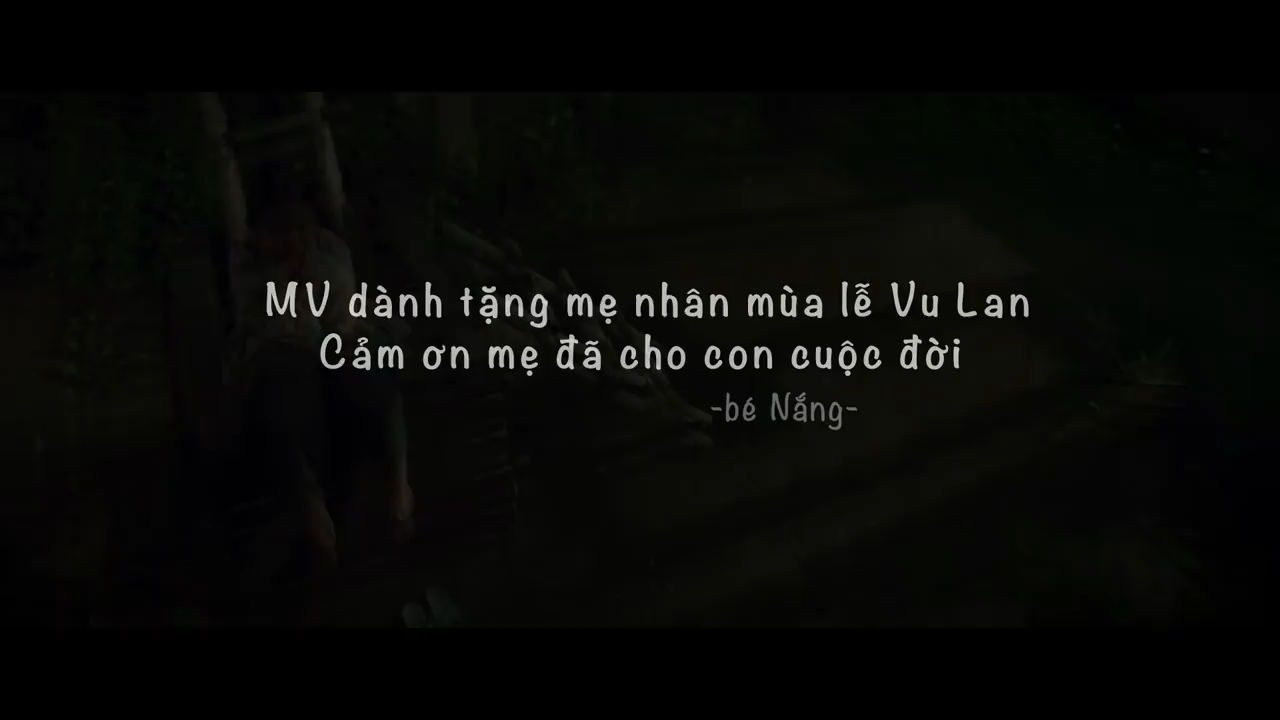 MV dành tặng mẹ nhân mùa lễ Vu Lan
Cảm ơn mẹ đã cho con cuộc đời
-bé Nắng-